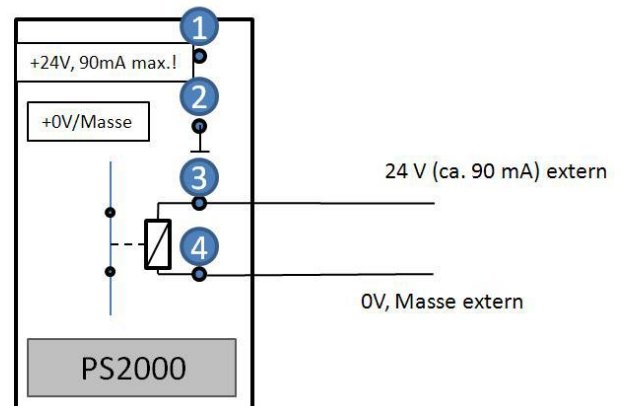 1
+24V, 90mA max.!
2
+0V/Masse
3
24 V (ca. 90 mA) extern
4
0V, Masse extern
PS2000